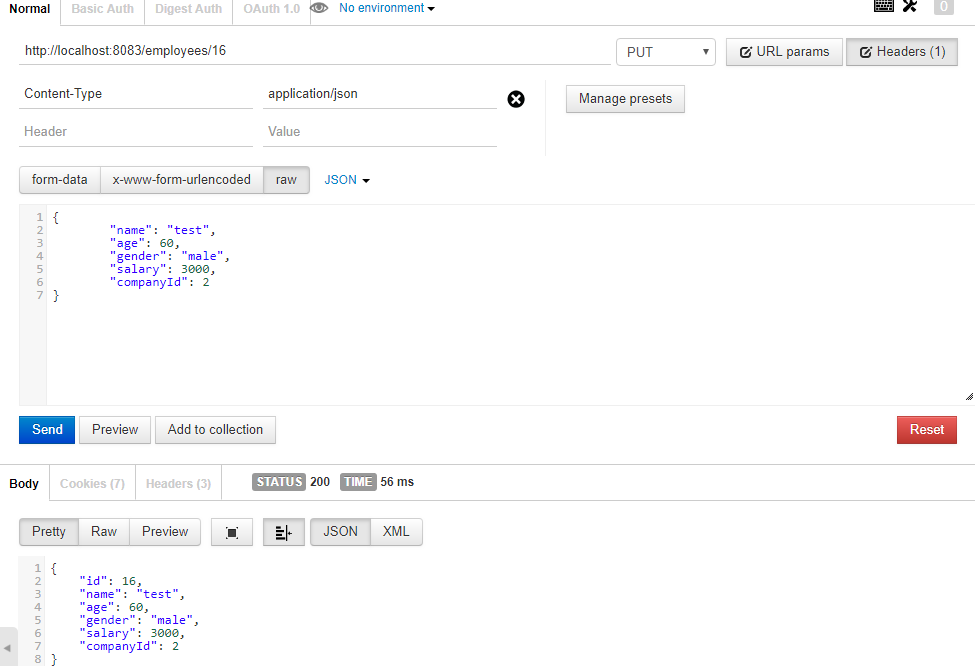 Normal Basic Auth Digest Auth OAuth 1.0 No environment 0
http://localhost:8083/employees/16 PUT URL params Headers (1)
Content-Type application/json Manage presets
Header Value
form-data x-www-form-urlencoded raw JSON
1 {
2 "name": "test",
3 "age": 60,
4 "gender": "male",
5 "salary": 3000,
6 "companyId": 2
7 }
Send Preview Add to collection Reset
Body Cookies (7) Headers (3) STATUS 200 TIME 56 ms
Pretty Raw Preview JSON XML
1 {
2 "id": 16,
3 "name": "test",
4 "age": 60,
5 "gender": "male",
6 "salary": 3000,
7 "companyId": 2
8 }